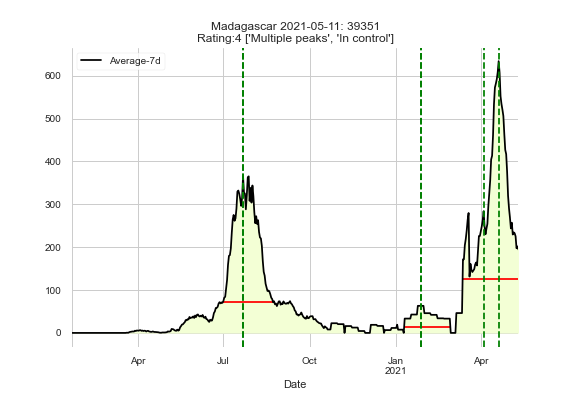 Madagascar 2021-05-11: 39351
Rating:4 ['Multiple peaks', 'In control']
Average-7d
600
500
400
300
200
100
0
Apr
Jul
Oct
Jan
2021
Apr
Date